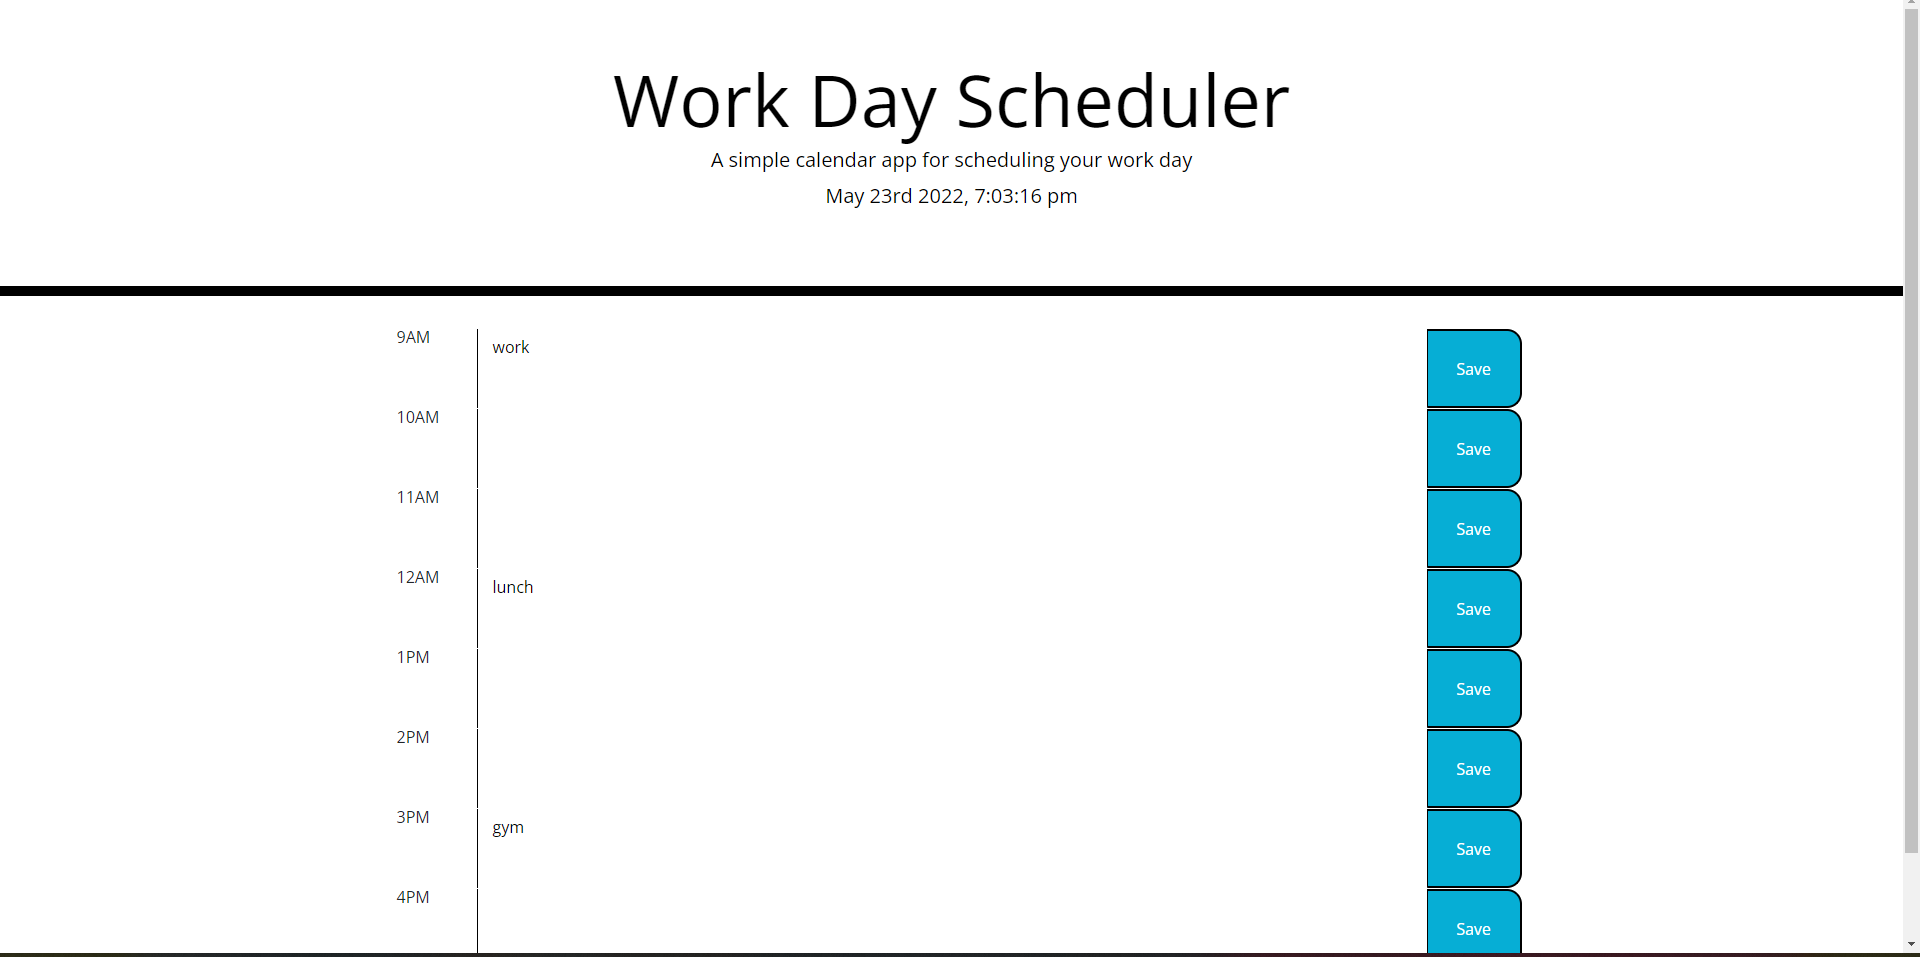 Work Day Scheduler
A simple calendar app for scheduling your work day
May 23rd 2022, 7:03:16 pm
9AM work Save
10AM Save
11AM Save
12AM lunch Save
1PM Save
2PM Save
3PM gym Save
4PM Save